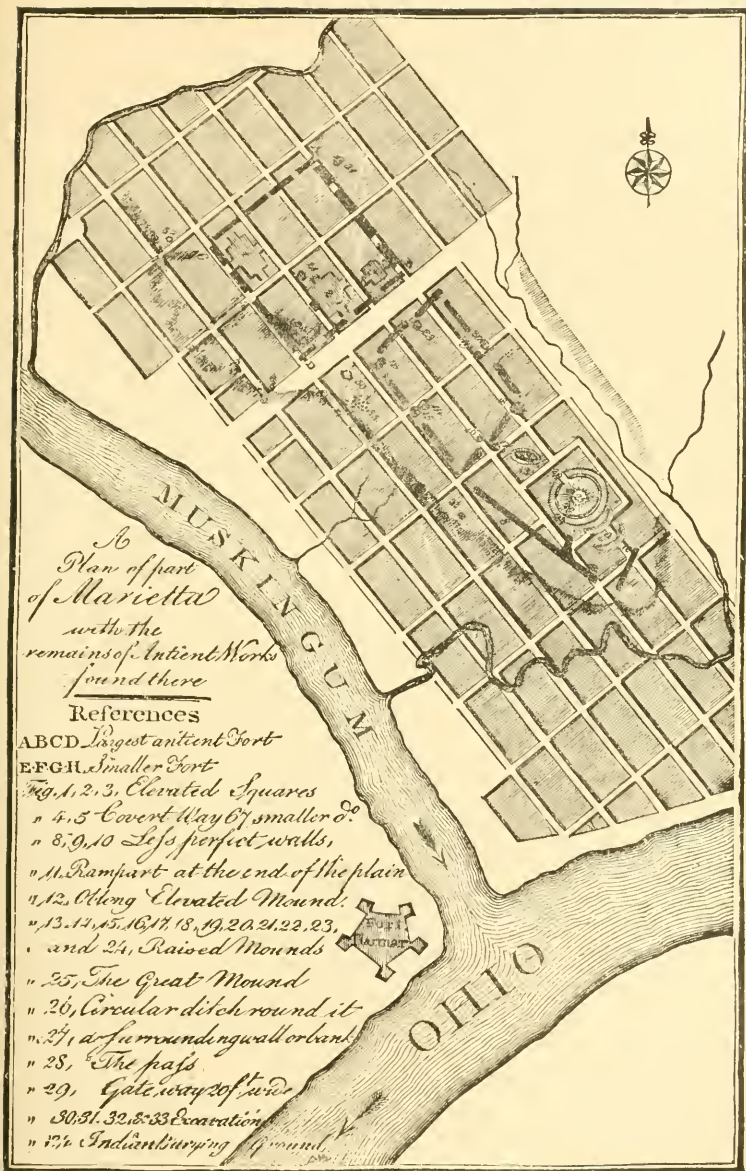 A
Plan of part
of Marietta
with the
remains of Antient Works
found there
References
ABCD Largest antient Fort
E·F·G·H. Smaller Fort
Fig, 1, 2, 3, Elevated Squares
" 4, 5 Covert Way 67, smaller do.
" 8, 9, 10 Less perfect walls,
" 11, Rampart at the end of the plain
" 12, Oblong Elevated Mound.
" 13, 14, 15, 16, 17, 18, 19, 20, 21, 22, 23,
and 24, Raised Mounds
" 25, The Great Mound
" 26, Circular ditch round it
" 27, a surrounding wall or bank
" 28, The pass
" 29, Gateway 20 ft wide
" 30, 31. 32, & 33 Excavation
" Indian burying Ground
MUSKINGUM
Fort
Harmar
OHIO